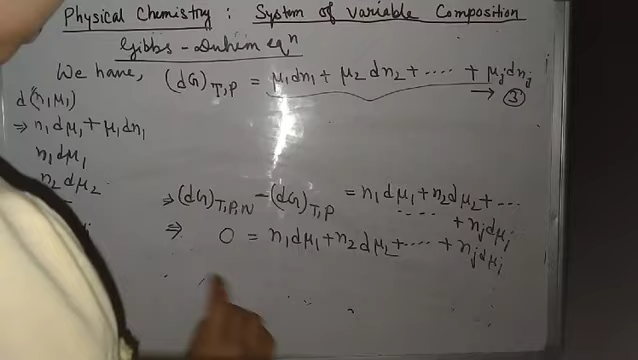 Physical Chemistry : System of Variable Composition
Gibbs - Duhem eqⁿ
We have, (dG)T,P = μ₁dn₁ + μ₂dn₂ + ···· + μⱼdnⱼ
→ ③
d(n₁μ₁)
⇒ n₁dμ₁ + μ₁dn₁
n₁dμ₁
n₂dμ₂
⇒ (dG)T,P,N - (dG)T,P = n₁dμ₁ + n₂dμ₂ + ···
···· + nⱼdμⱼ
⇒ 0 = n₁dμ₁ + n₂dμ₂ + ···· + nⱼdμⱼ